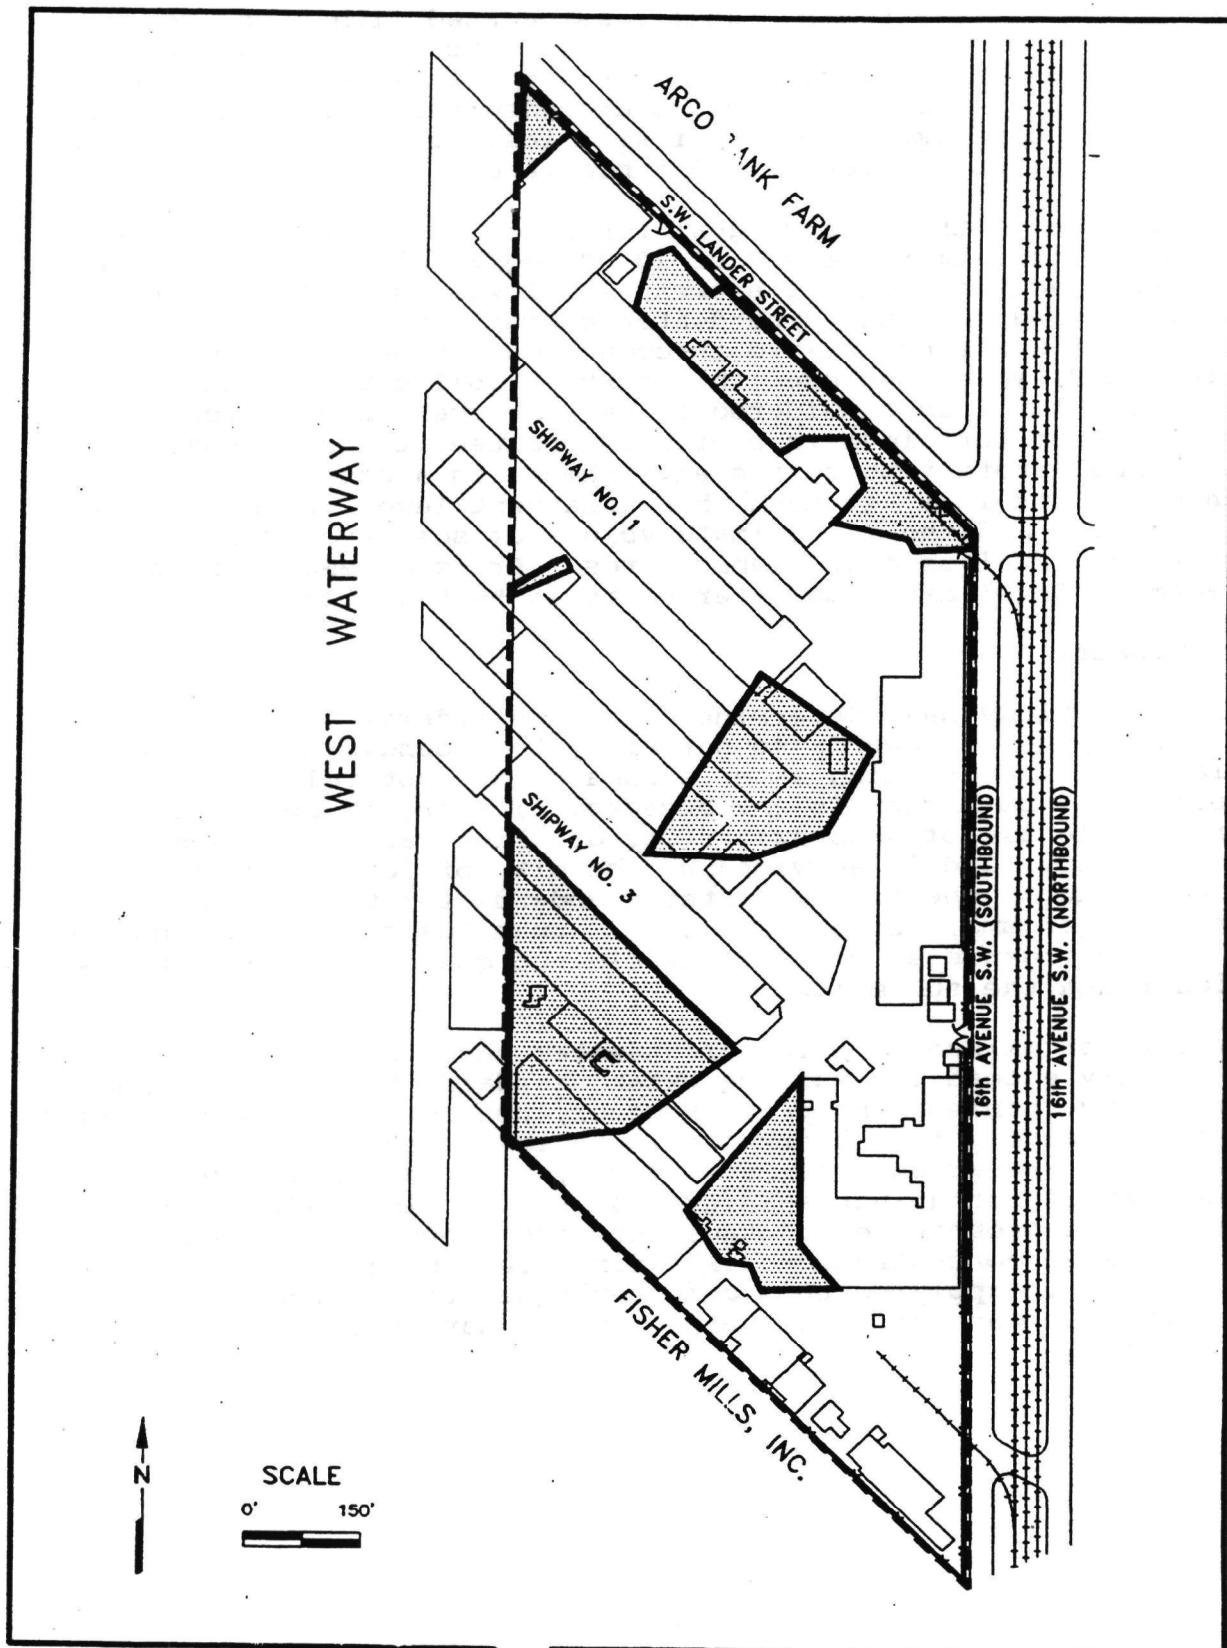 ARCO FARM
S.W. LANDER STREET
SHIPWAY NO. 1
WEST WATERWAY
SHIPWAY NO. 3
16th AVENUE S.W. (SOUTHBOUND)
16th AVENUE S.W. (NORTHBOUND)
FISHER MILLS, INC.
N
SCALE
0' 150'